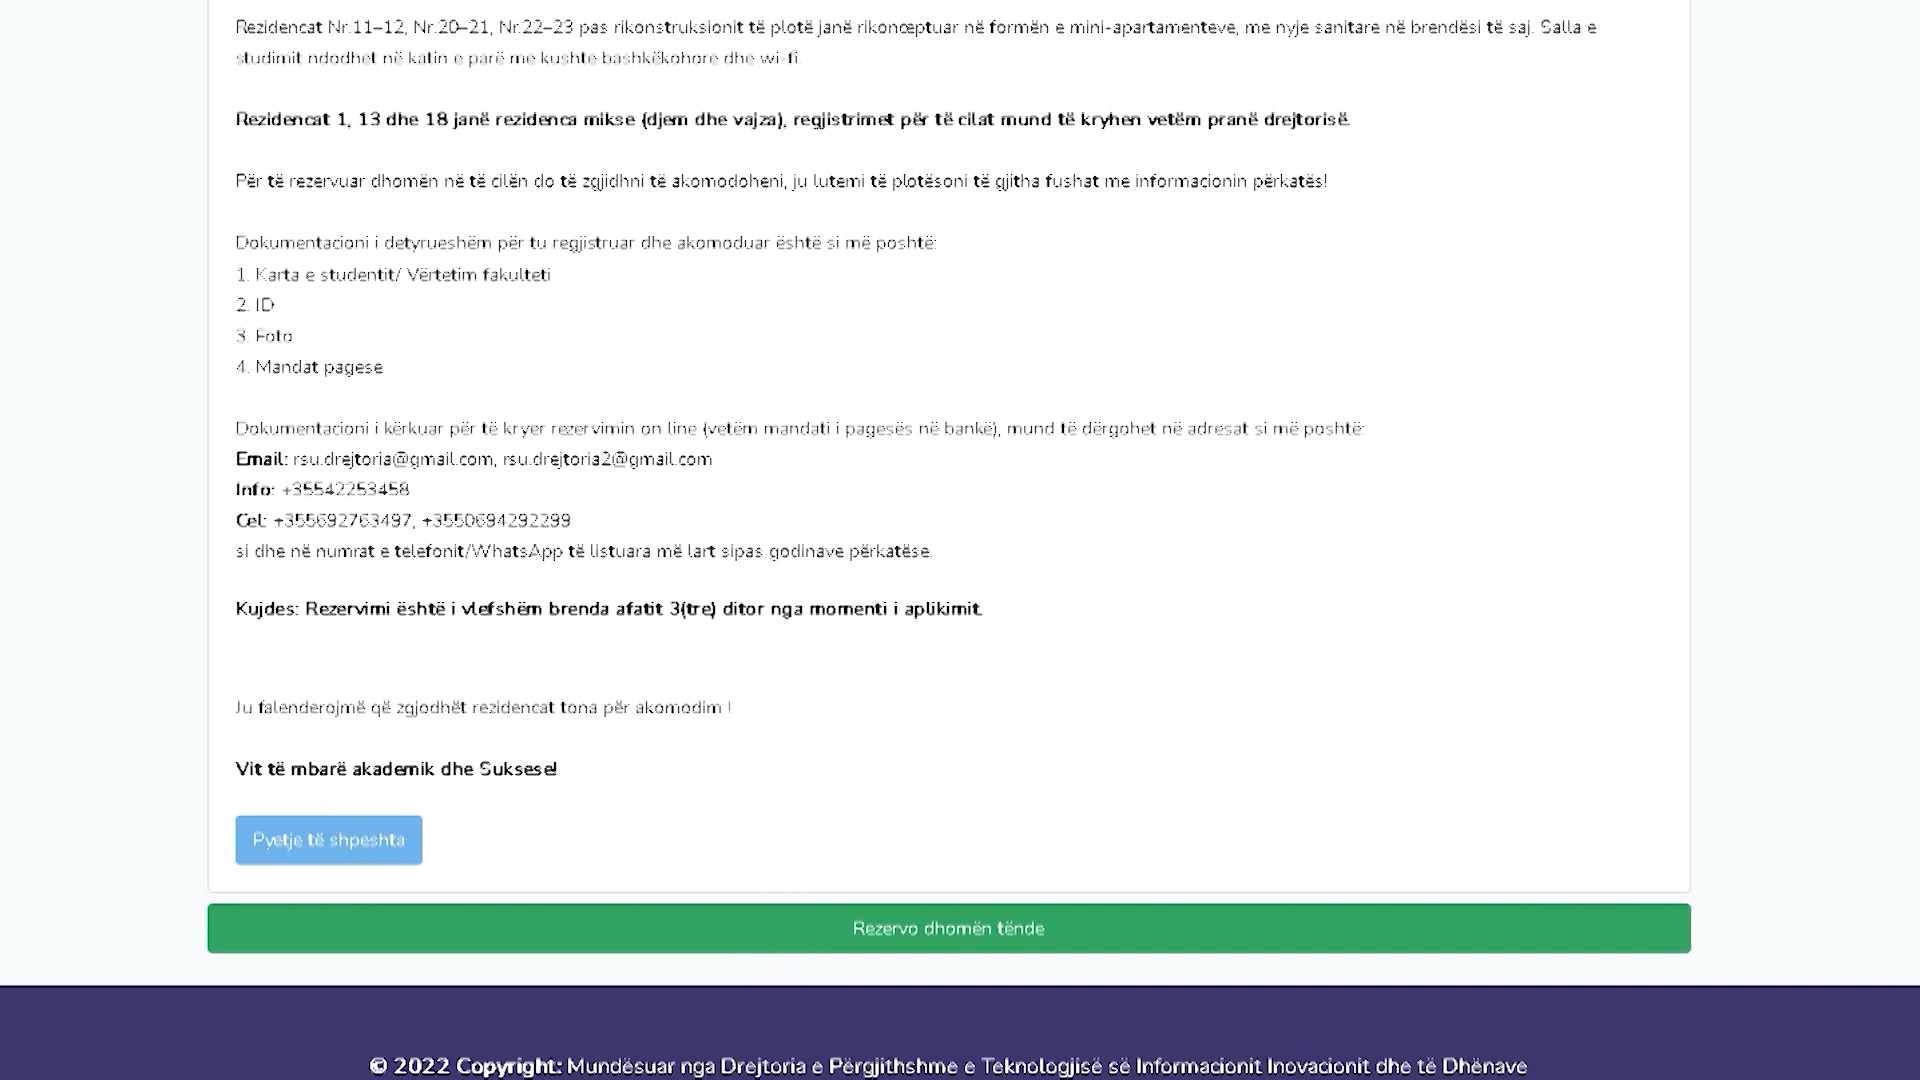 Rezidencat Nr.11–12, Nr.20–21, Nr.22–23 pas rikonstruksionit të plotë janë rikonceptuar në formën e mini-apartamenteve, me nyje sanitare në brendësi të saj. Salla e
studimit ndodhet në katin e parë me kushte bashkëkohore dhe wi-fi.
Rezidencat 1, 13 dhe 18 janë rezidenca mikse (djem dhe vajza), regjistrimet për të cilat mund të kryhen vetëm pranë drejtorisë.
Për të rezervuar dhomën në të cilën do të zgjidhni të akomodoheni, ju lutemi të plotësoni të gjitha fushat me informacionin përkatës!
Dokumentacioni i detyrueshëm për tu regjistruar dhe akomoduar është si më poshtë:
1. Karta e studentit/ Vërtetim fakulteti
2. ID
3. Foto
4. Mandat pagese
Dokumentacioni i kërkuar për të kryer rezervimin on line (vetëm mandati i pagesës në bankë), mund të dërgohet në adresat si më poshtë:
Email: rsu.drejtoria@gmail.com, rsu.drejtoria2@gmail.com
Info: +35542253458
Cel: +355692763497, +3550694292299
si dhe në numrat e telefonit/WhatsApp të listuara më lart sipas godinave përkatëse.
Kujdes: Rezervimi është i vlefshëm brenda afatit 3(tre) ditor nga momenti i aplikimit.
Ju falenderojmë që zgjodhët rezidencat tona për akomodim !
Vit të mbarë akademik dhe Suksese!
Pyetje të shpeshta
Rezervo dhomën tënde
© 2022 Copyright: Mundësuar nga Drejtoria e Përgjithshme e Teknologjisë së Informacionit Inovacionit dhe të Dhënave